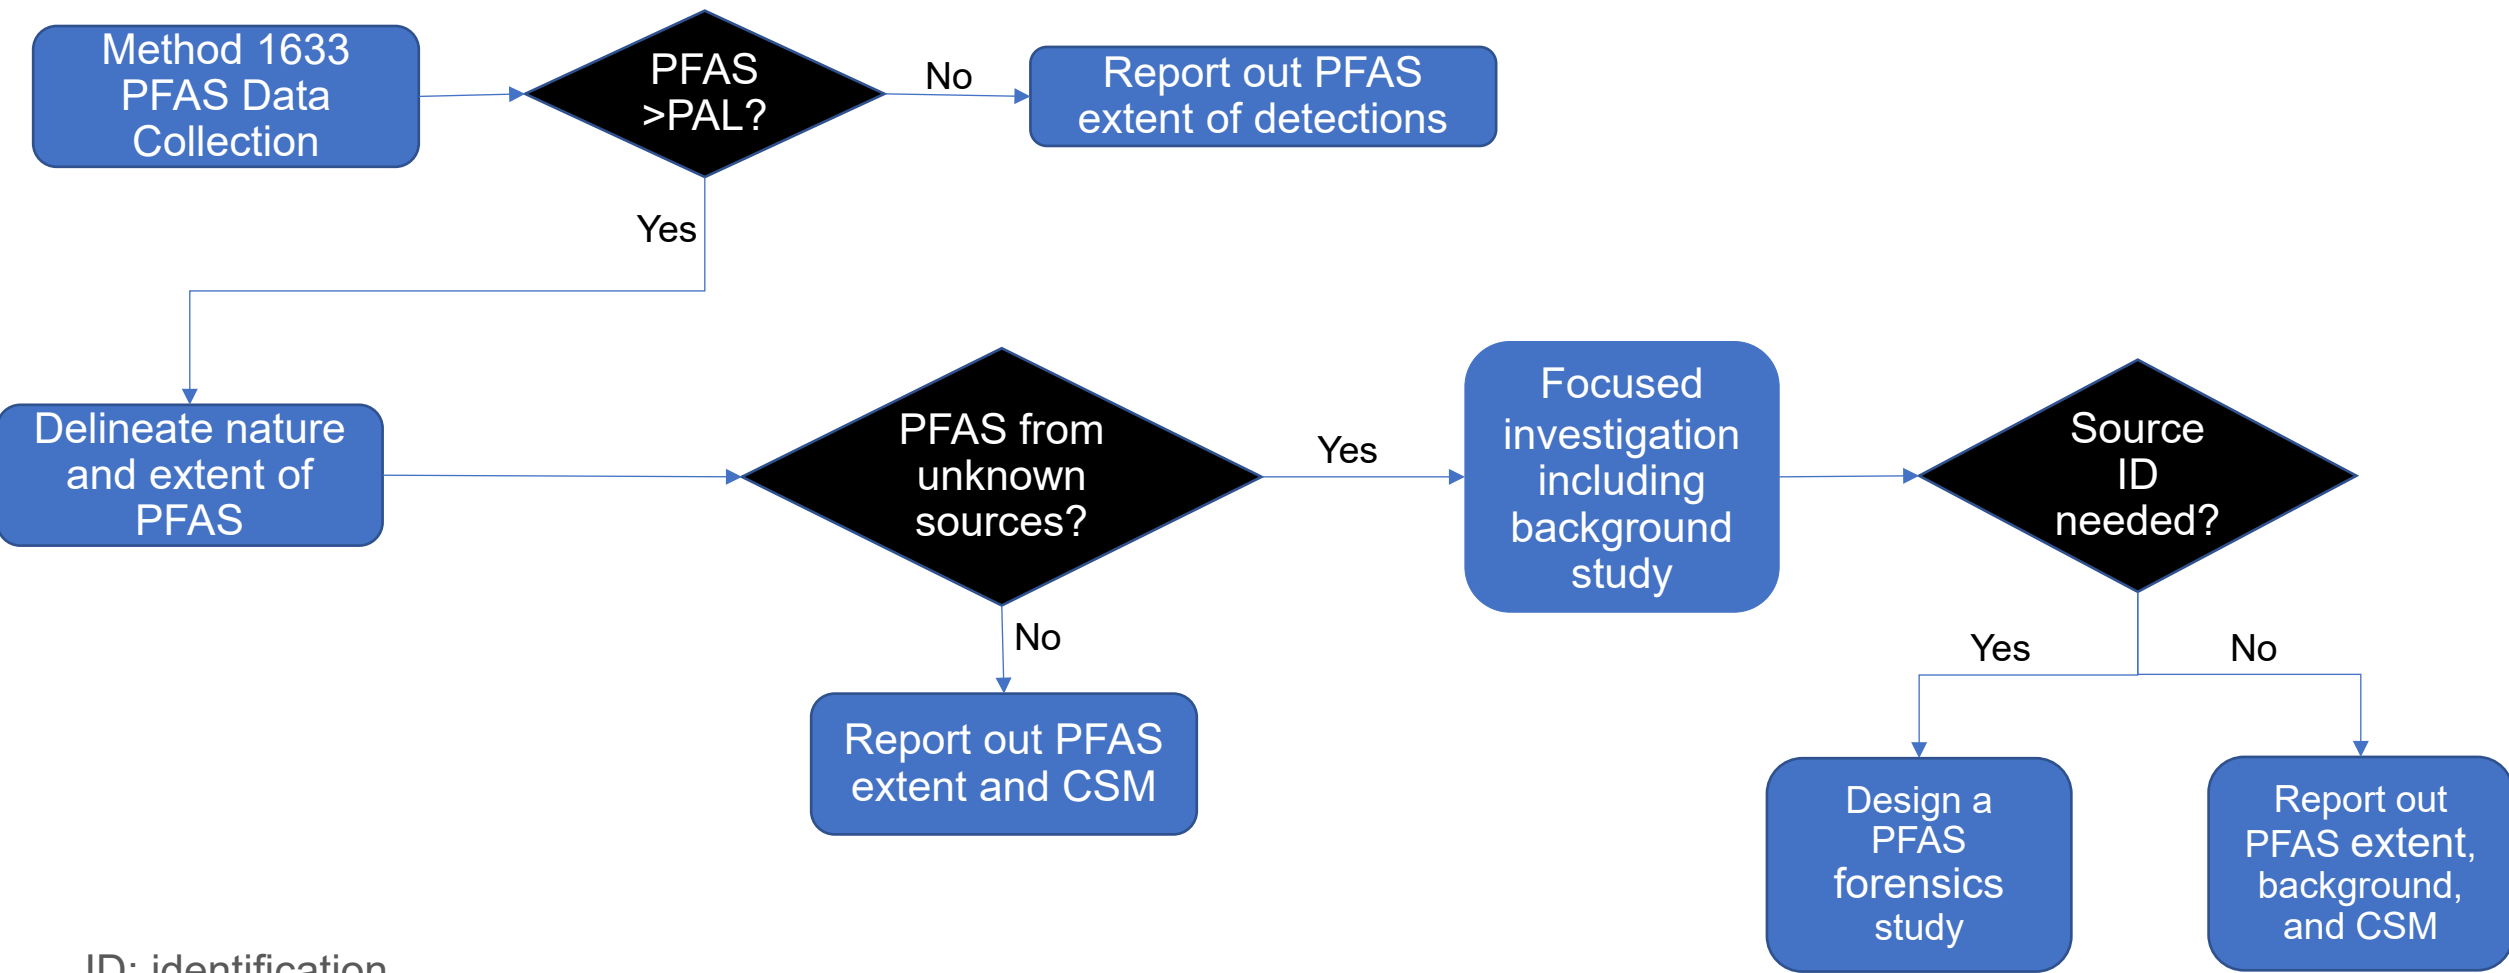 Method 1633
PFAS Data
Collection
PFAS
>PAL?
No
Report out PFAS
extent of detections
Yes
Delineate nature
and extent of
PFAS
PFAS from
unknown
sources?
Yes
Focused
investigation
including
background
study
Source
ID
needed?
No
Report out PFAS
extent and CSM
Yes
No
Design a
PFAS
forensics
study
Report out
PFAS extent,
background,
and CSM
ID: identification